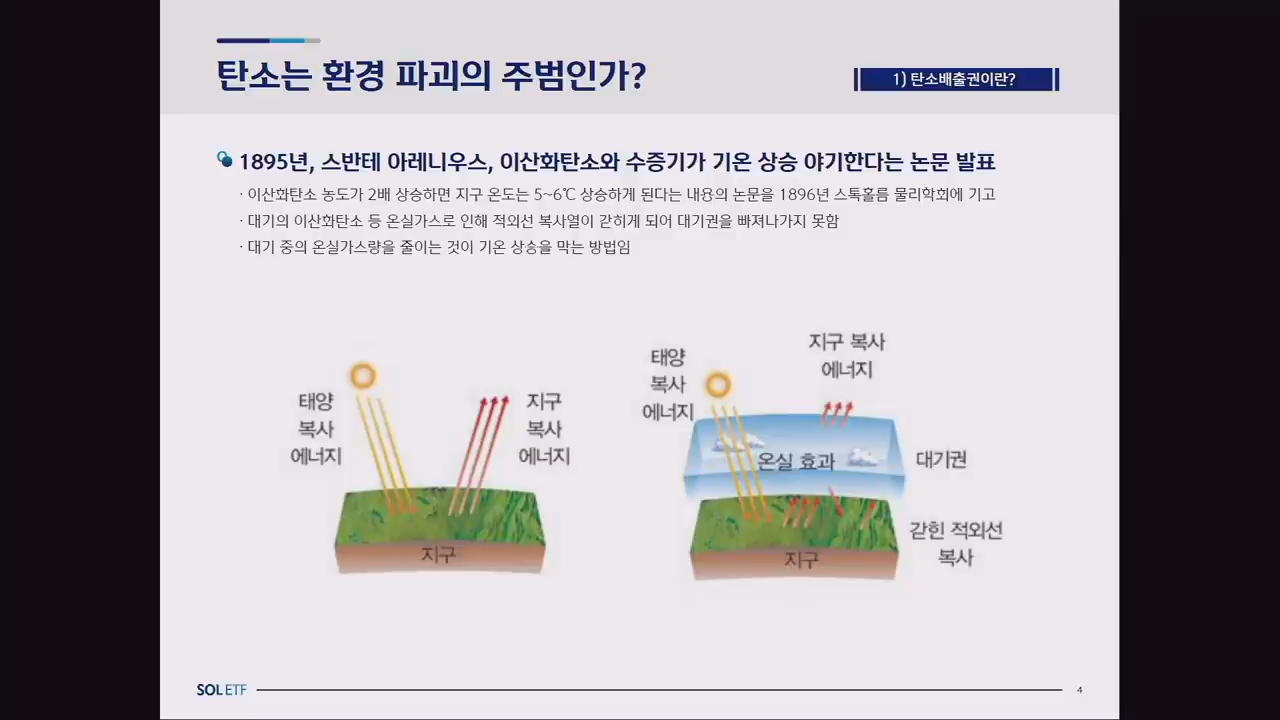 탄소는 환경 파괴의 주범인가?
1) 탄소배출권이란?
1895년, 스반테 아레니우스, 이산화탄소와 수증기가 기온 상승 야기한다는 논문 발표
· 이산화탄소 농도가 2배 상승하면 지구 온도는 5~6℃ 상승하게 된다는 내용의 논문을 1896년 스톡홀름 물리학회에 기고
· 대기의 이산화탄소 등 온실가스로 인해 적외선 복사열이 갇히게 되어 대기권을 빠져나가지 못함
· 대기 중의 온실가스량을 줄이는 것이 기온 상승을 막는 방법임
태양
복사
에너지
지구
복사
에너지
지구
태양
복사
에너지
지구 복사
에너지
온실 효과
대기권
갇힌 적외선
복사
지구
SOL ETF
4